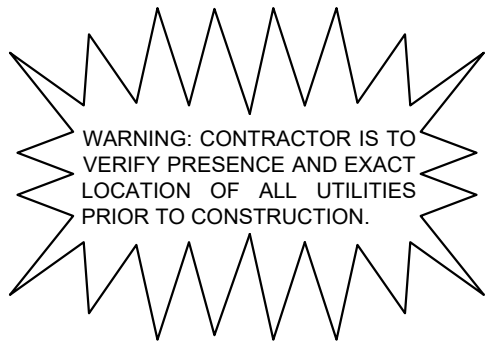 WARNING: CONTRACTOR IS TO
VERIFY PRESENCE AND EXACT
LOCATION OF ALL UTILITIES
PRIOR TO CONSTRUCTION.